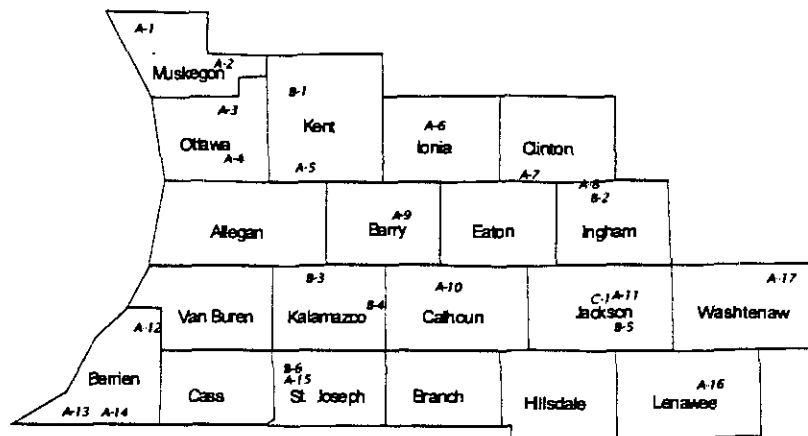 A-1
A-2
Muskegon
B-1
A-3
Kent
A-6
Ottawa
Ionia
Clinton
A-4
A-5
A-7
A-8
B-2
A-9
Allegan
Barry
Eaton
Ingham
B-3
A-10
A-17
C-1 A-11
B-4
Van Buren
Kalamazoo
Calhoun
Jackson
Washtenaw
A-12
B-5
B-6
Berrien
A-15
A-16
Cass
St. Joseph
Branch
Hillsdale
Lenawee
A-13 A-14